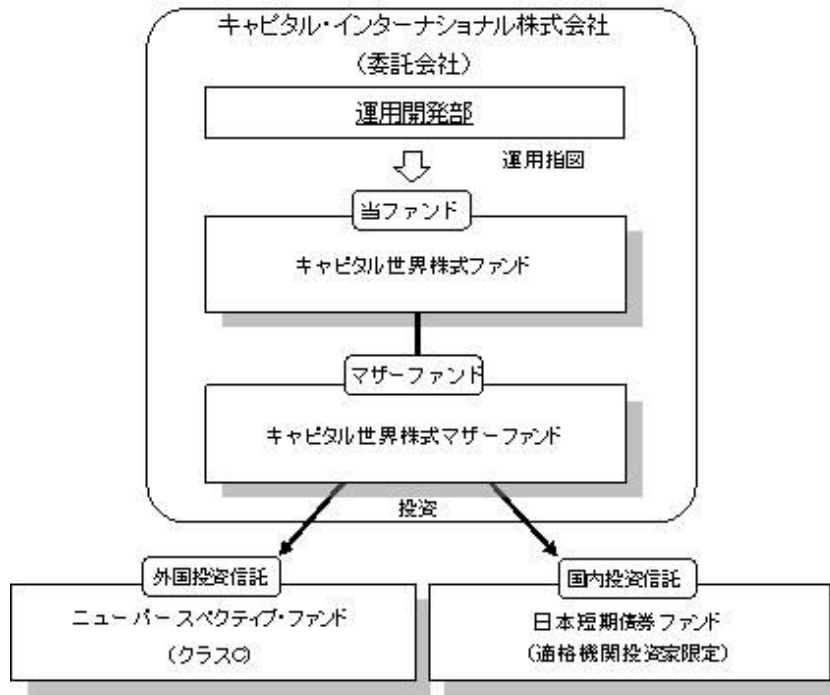 キャピタル・インターナショナル株式会社
（委託会社）
運用開発部
運用指図
当ファンド
キャピタル世界株式ファンド
マザーファンド
キャピタル世界株式マザーファンド
投資
外国投資信託
ニューパースペクティブ・ファンド
（クラスC）
国内投資信託
日本短期債券ファンド
（適格機関投資家限定）